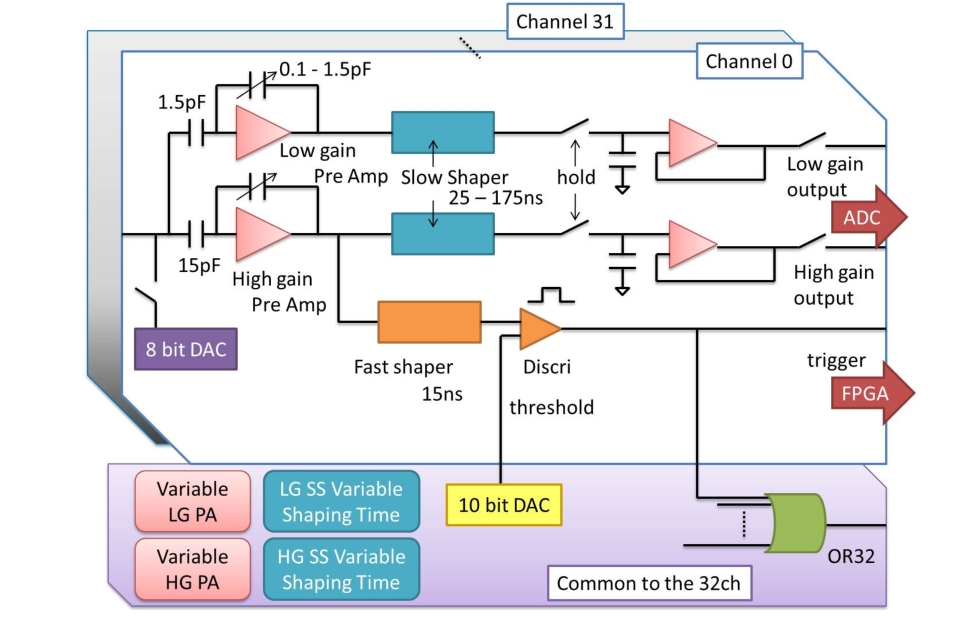 Channel 31
Channel 0
0.1 - 1.5pF
1.5pF
Low gain
Pre Amp
Slow Shaper
25 – 175ns
hold
Low gain
output
ADC
15pF
High gain
Pre Amp
High gain
output
8 bit DAC
Fast shaper
15ns
Discri
threshold
trigger
FPGA
Variable
LG PA
LG SS Variable
Shaping Time
10 bit DAC
Variable
HG PA
HG SS Variable
Shaping Time
OR32
Common to the 32ch